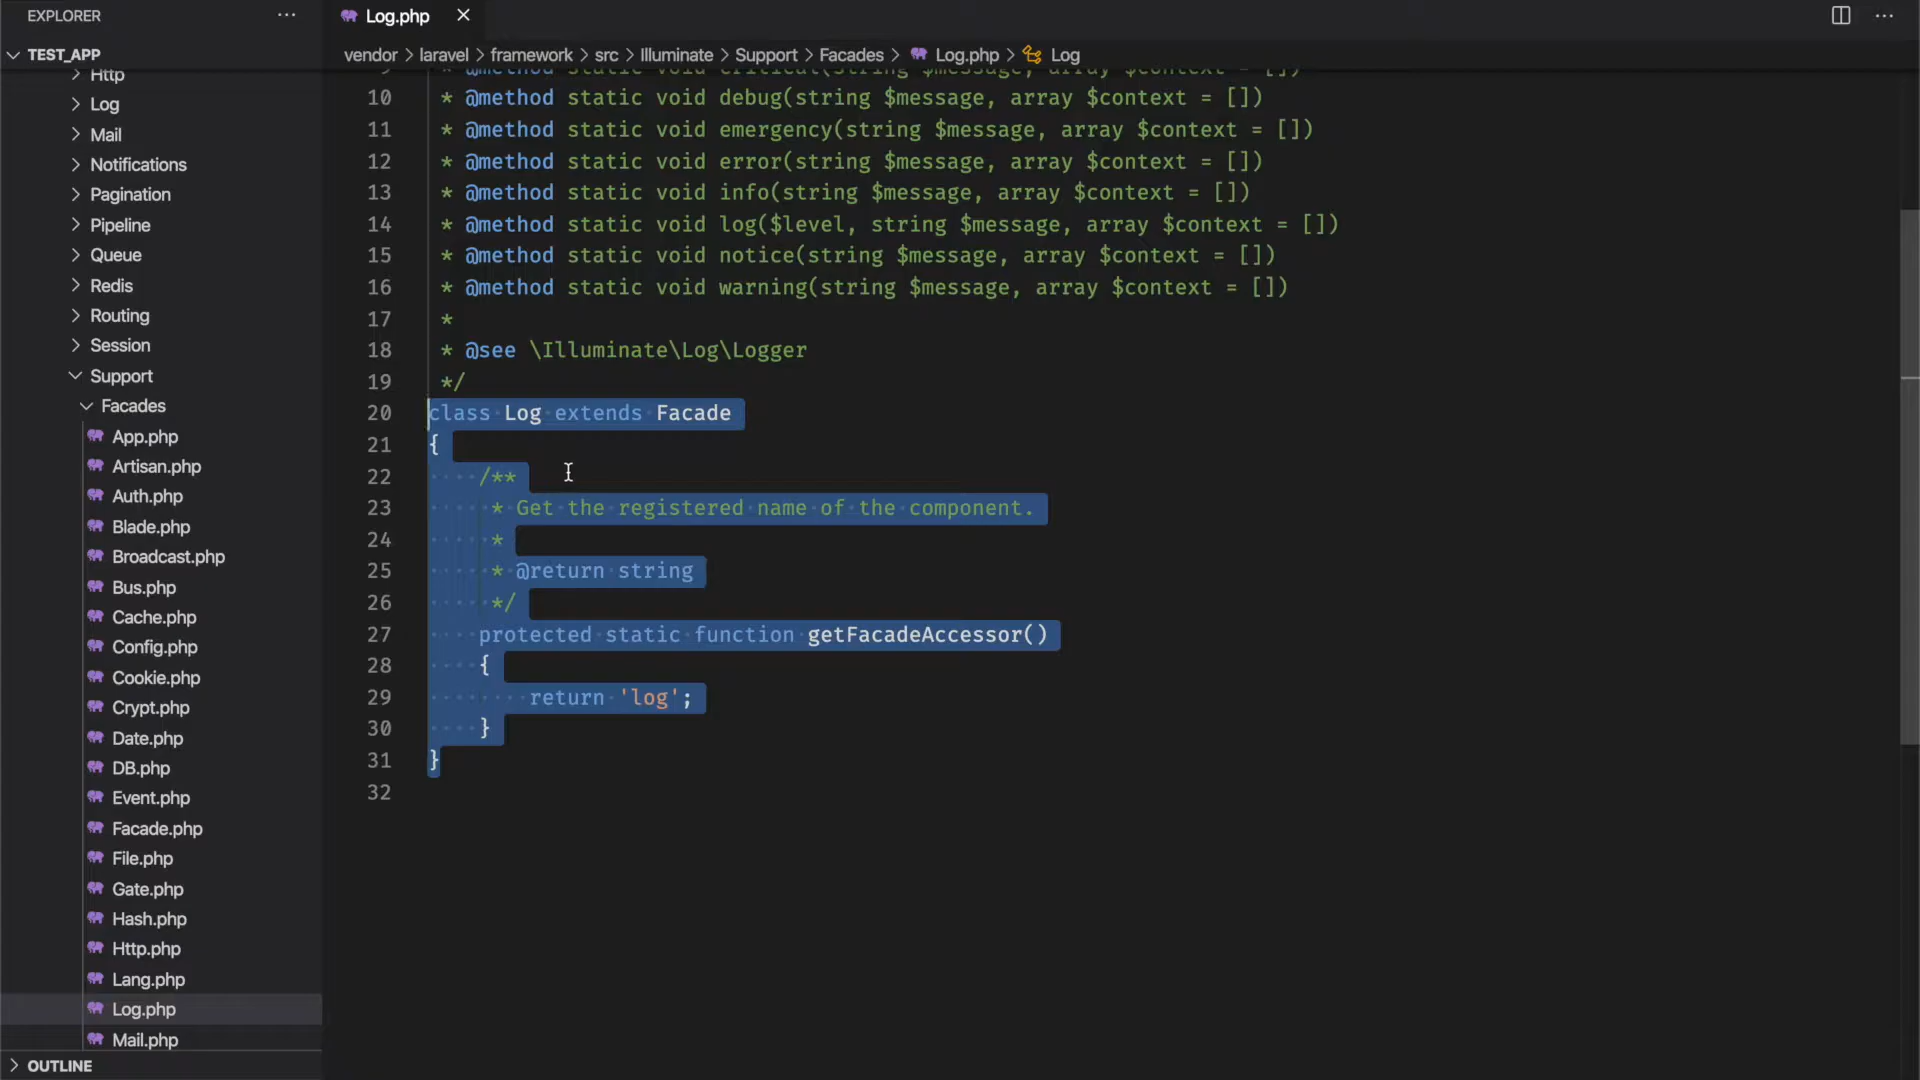 EXPLORER
TEST_APP
Http
Log
Mail
Notifications
Pagination
Pipeline
Queue
Redis
Routing
Session
Support
Facades
App.php
Artisan.php
Auth.php
Blade.php
Broadcast.php
Bus.php
Cache.php
Config.php
Cookie.php
Crypt.php
Date.php
DB.php
Event.php
Facade.php
File.php
Gate.php
Hash.php
Http.php
Lang.php
Log.php
Mail.php
OUTLINE
Log.php
vendor > laravel > framework > src > Illuminate > Support > Facades > Log.php > Log
9 * @method static void critical(string $message, array $context = [])
10 * @method static void debug(string $message, array $context = [])
11 * @method static void emergency(string $message, array $context = [])
12 * @method static void error(string $message, array $context = [])
13 * @method static void info(string $message, array $context = [])
14 * @method static void log($level, string $message, array $context = [])
15 * @method static void notice(string $message, array $context = [])
16 * @method static void warning(string $message, array $context = [])
17 *
18 * @see \Illuminate\Log\Logger
19 */
20 class Log extends Facade
21 {
22 /**
23 * Get the registered name of the component.
24 *
25 * @return string
26 */
27 protected static function getFacadeAccessor()
28 {
29 return 'log';
30 }
31 }
32